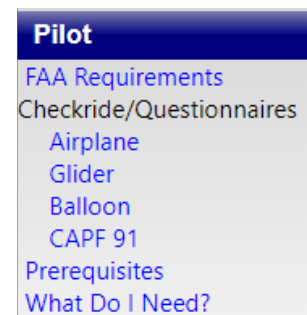 Pilot
FAA Requirements
Checkride/Questionnaires
Airplane
Glider
Balloon
CAPF 91
Prerequisites
What Do I Need?